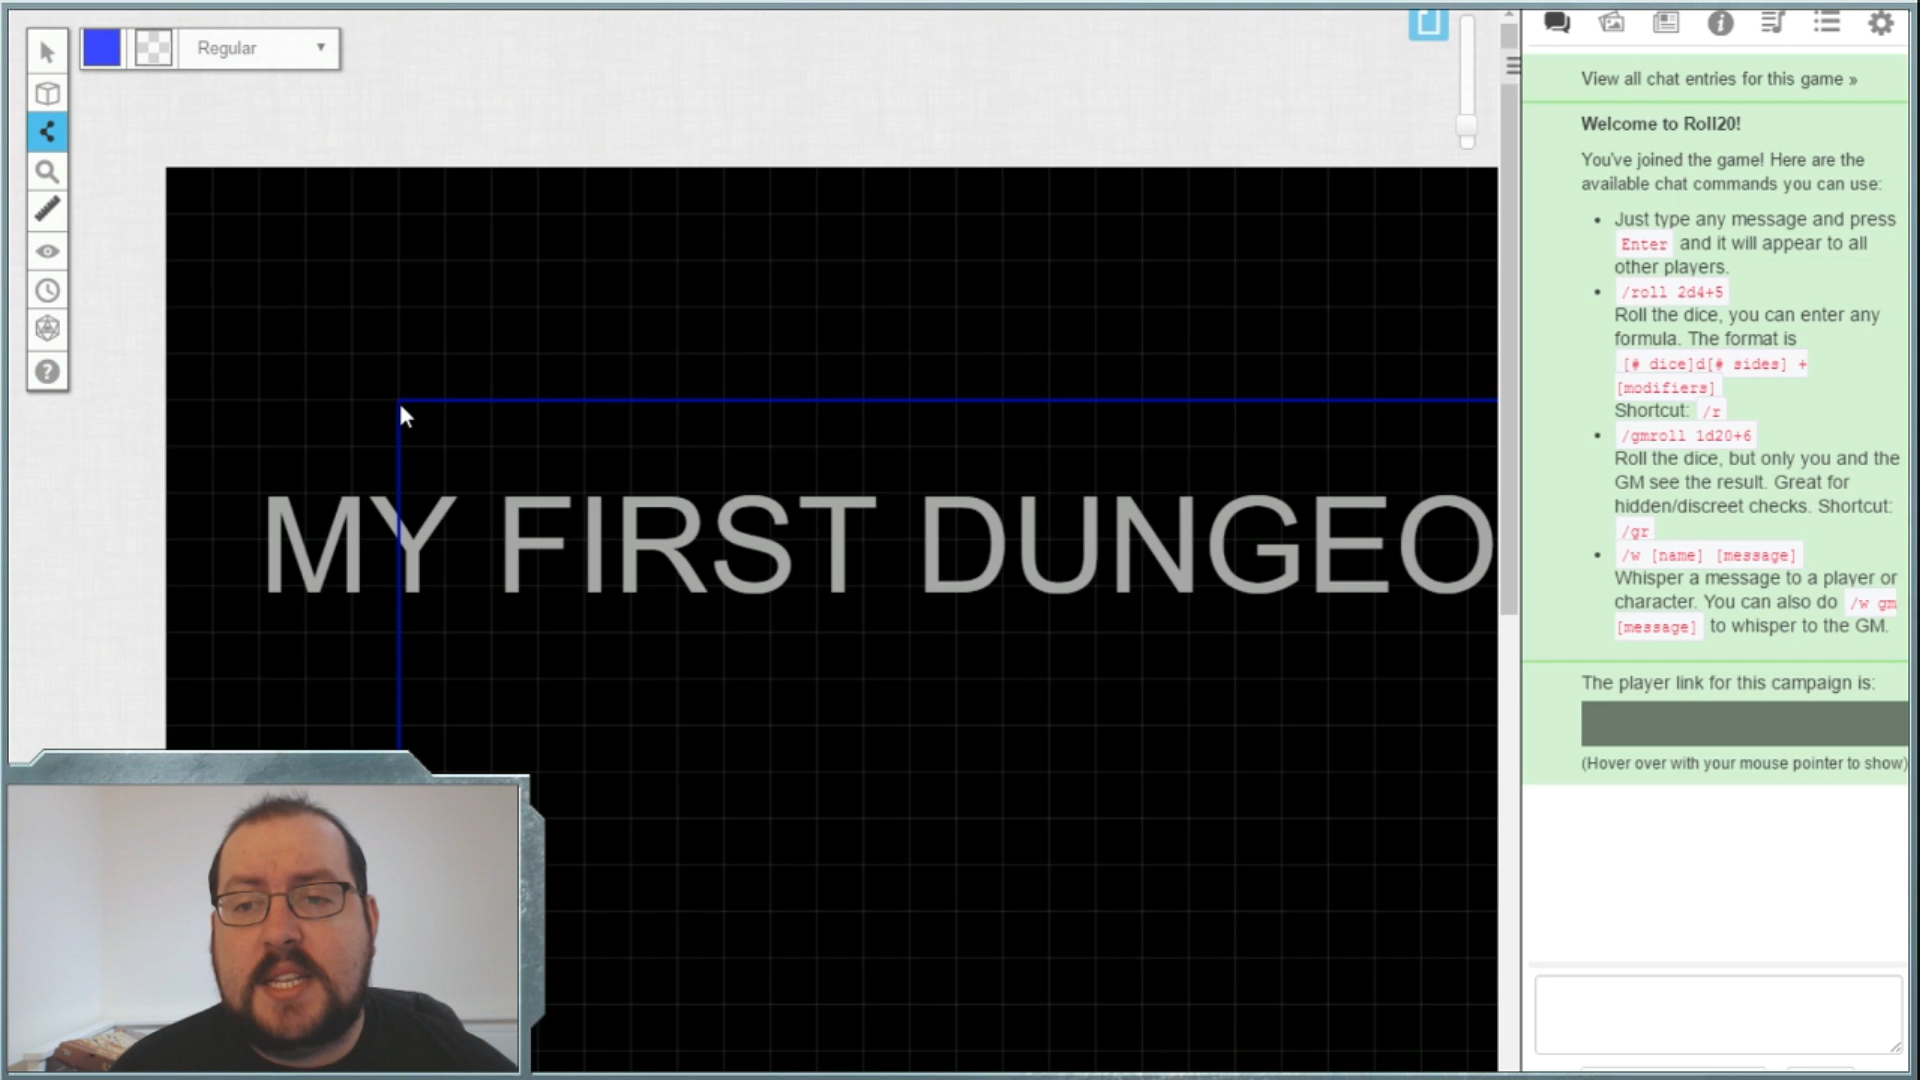 Regular
View all chat entries for this game »
Welcome to Roll20!
You've joined the game! Here are the
available chat commands you can use:
Just type any message and press
Enter and it will appear to all
other players.
/roll 2d4+5
Roll the dice, you can enter any
formula. The format is
[# dice]d[# sides] +
[modifiers]
Shortcut: /r
/gmroll 1d20+6
Roll the dice, but only you and the
GM see the result. Great for
hidden/discreet checks. Shortcut:
/gr
/w [name] [message]
Whisper a message to a player or
character. You can also do /w gm
[message] to whisper to the GM.
The player link for this campaign is:
(Hover over with your mouse pointer to show)
MY FIRST DUNGEO